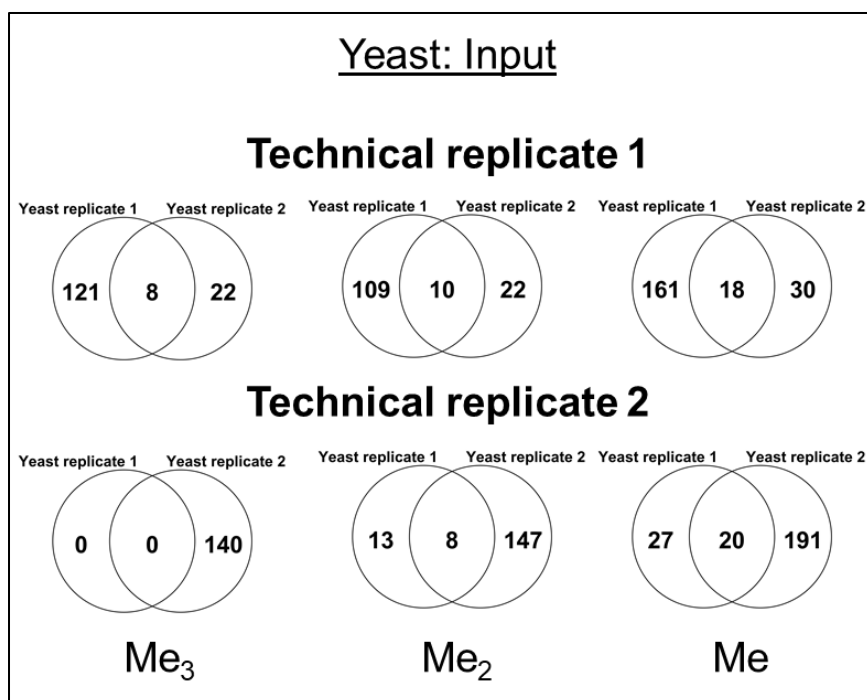 Yeast: Input
Technical replicate 1
Yeast replicate 1 Yeast replicate 2 Yeast replicate 1 Yeast replicate 2 Yeast replicate 1 Yeast replicate 2
121 8 22 109 10 22 161 18 30
Technical replicate 2
Yeast replicate 1 Yeast replicate 2 Yeast replicate 1 Yeast replicate 2 Yeast replicate 1 Yeast replicate 2
0 0 140 13 8 147 27 20 191
Me₃ Me₂ Me